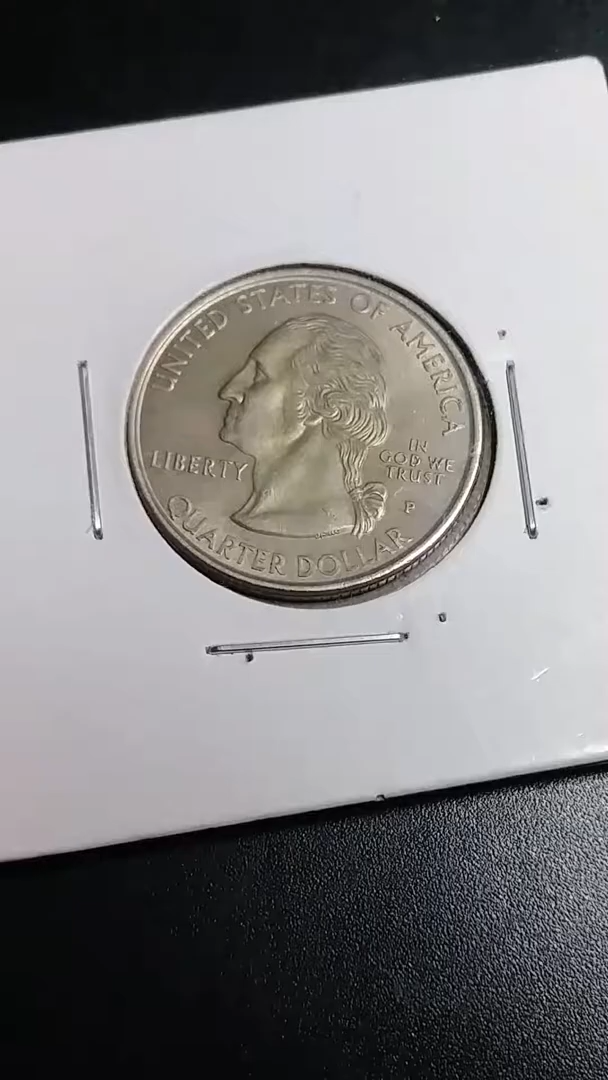 UNITED STATES OF AMERICA
LIBERTY
IN
GOD WE
TRUST
P
QUARTER DOLLAR